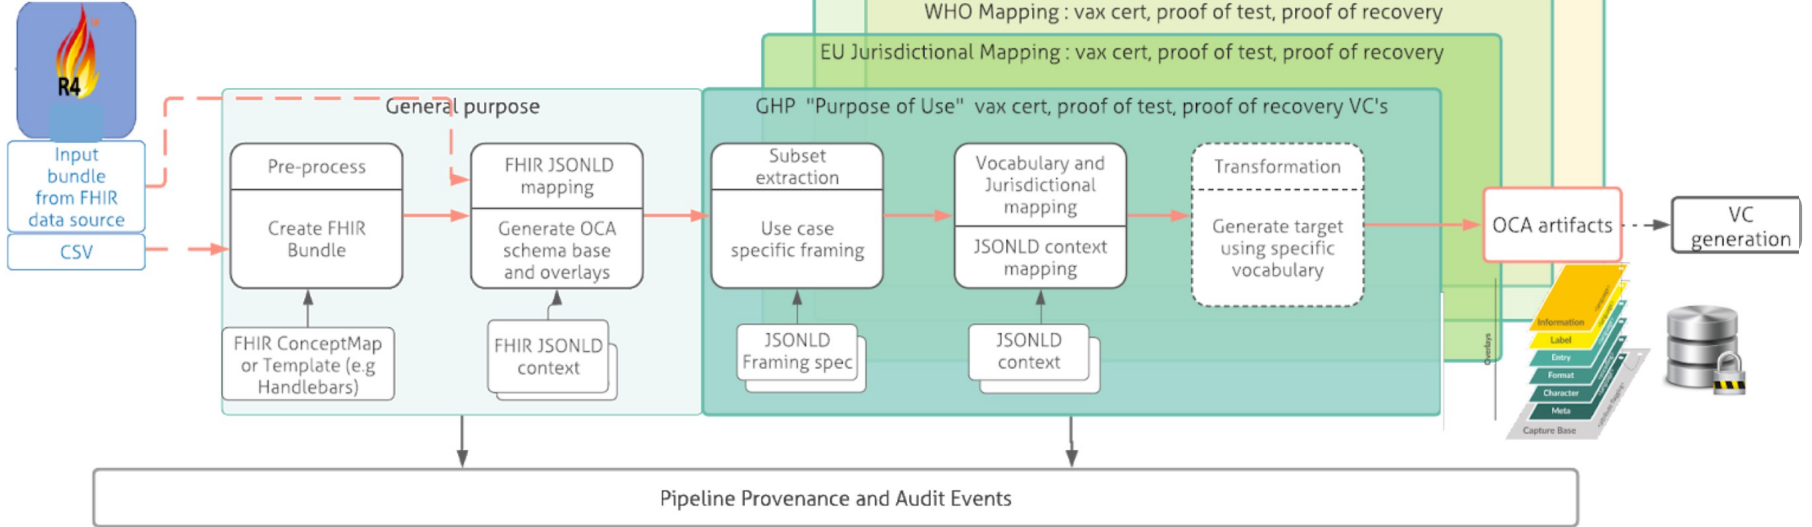 WHO Mapping : vax cert, proof of test, proof of recovery
EU Jurisdictional Mapping : vax cert, proof of test, proof of recovery
R4
General purpose
GHP "Purpose of Use" vax cert, proof of test, proof of recovery VC's
Input
bundle
from FHIR
data source
CSV
Pre-process
Create FHIR
Bundle
FHIR JSONLD
mapping
Generate OCA
schema base
and overlays
Subset
extraction
Use case
specific framing
Vocabulary and
Jurisdictional
mapping
JSONLD context
mapping
Transformation
Generate target
using specific
vocabulary
OCA artifacts
VC
generation
FHIR ConceptMap
or Template (e.g
Handlebars)
FHIR JSONLD
context
JSONLD
Framing spec
JSONLD
context
Overlays
Information
Label
Entry
Format
Character
Meta
Capture Base
Pipeline Provenance and Audit Events